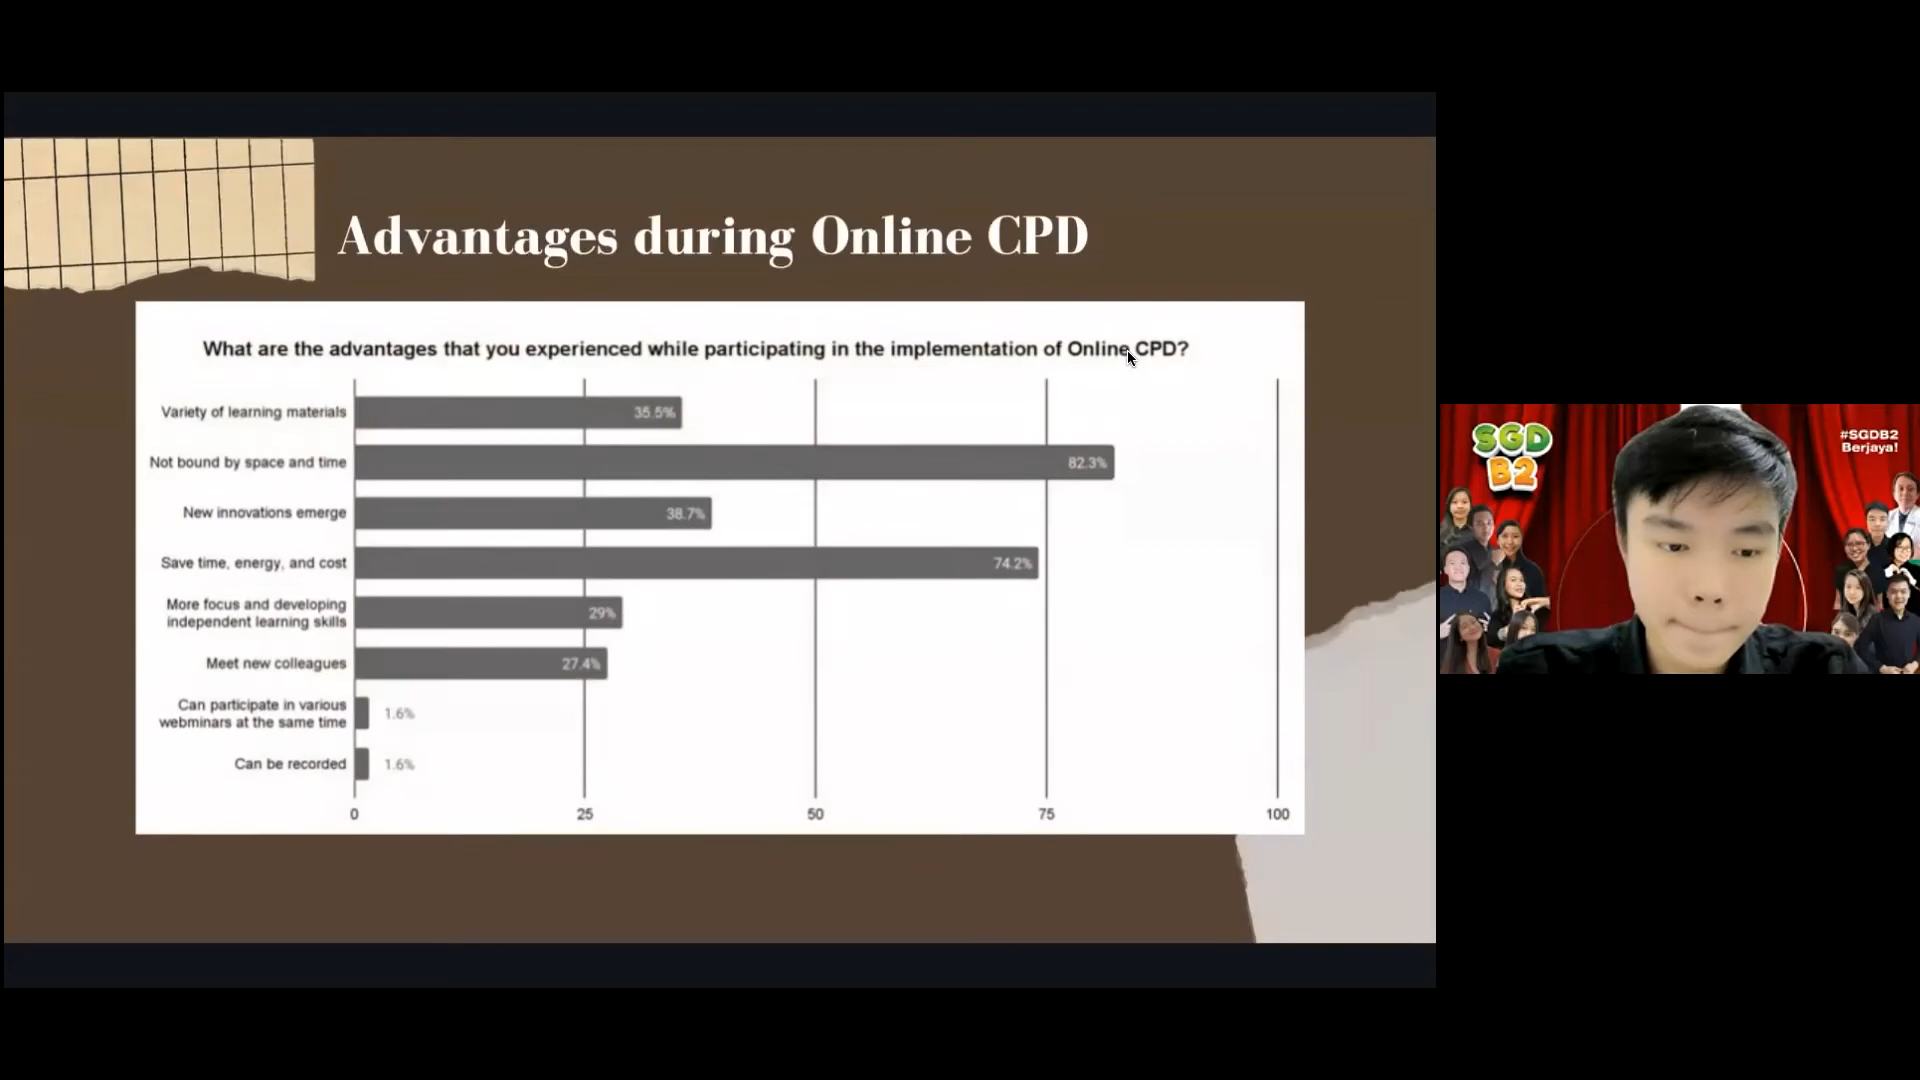 Advantages during Online CPD
What are the advantages that you experienced while participating in the implementation of Online CPD?
Variety of learning materials
35.5%
Not bound by space and time
82.3%
New innovations emerge
38.7%
Save time, energy, and cost
74.2%
More focus and developing
independent learning skills
29%
Meet new colleagues
27.4%
Can participate in various
webminars at the same time
1.6%
Can be recorded
1.6%
0
25
50
75
100
SGD
B2
#SGDB2
Berjaya!